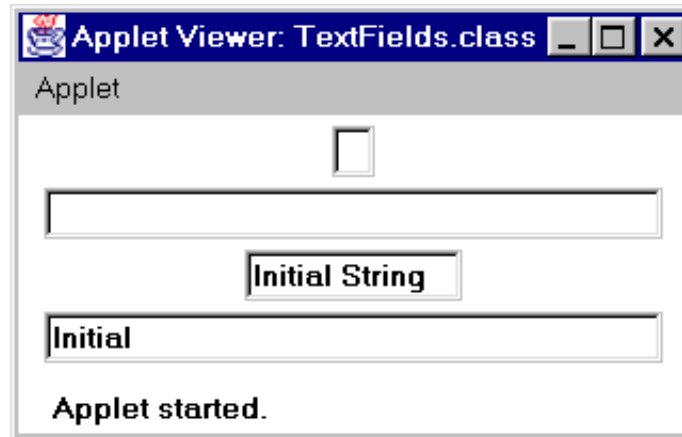 Applet Viewer: TextFields.class
Applet
Initial String
Initial
Applet started.